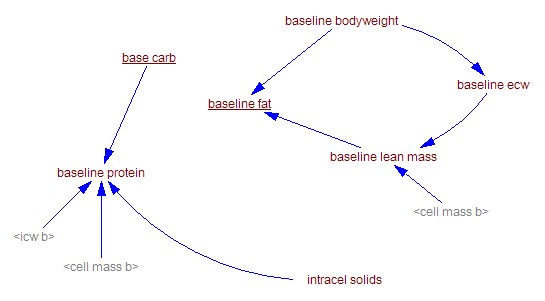 baseline bodyweight
base carb
baseline ecw
baseline fat
baseline lean mass
baseline protein
<cell mass b>
<icw b>
<cell mass b>
intracel solids